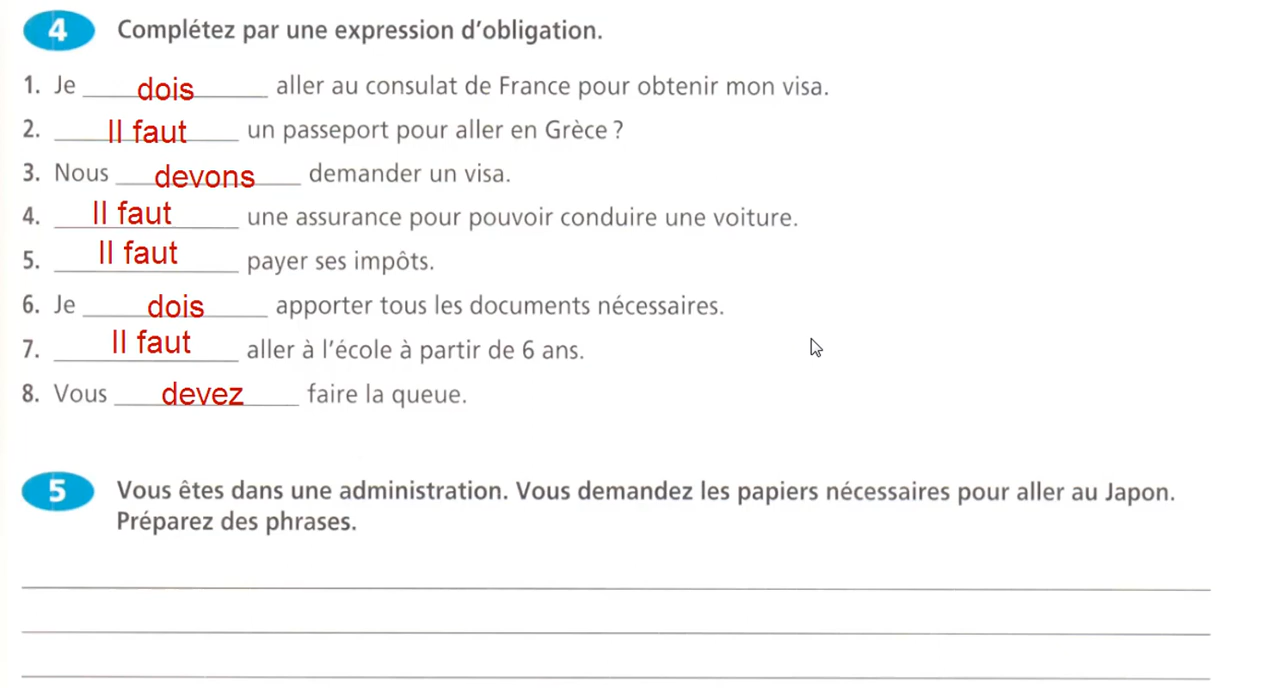 4 Complétez par une expression d'obligation.
1. Je dois aller au consulat de France pour obtenir mon visa.
2. Il faut un passeport pour aller en Grèce ?
3. Nous devons demander un visa.
4. Il faut une assurance pour pouvoir conduire une voiture.
5. Il faut payer ses impôts.
6. Je dois apporter tous les documents nécessaires.
7. Il faut aller à l'école à partir de 6 ans.
8. Vous devez faire la queue.
5 Vous êtes dans une administration. Vous demandez les papiers nécessaires pour aller au Japon.
Préparez des phrases.